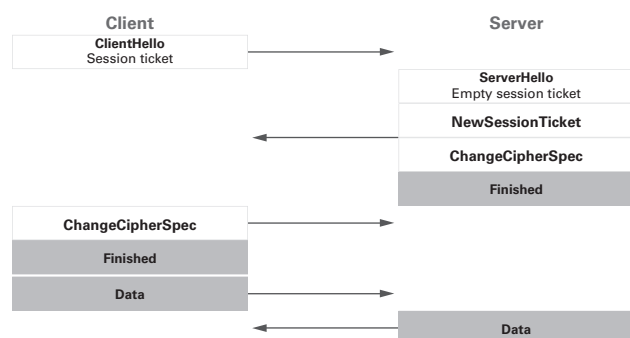 Client
Server
ClientHello
Session ticket
ServerHello
Empty session ticket
NewSessionTicket
ChangeCipherSpec
Finished
ChangeCipherSpec
Finished
Data
Data